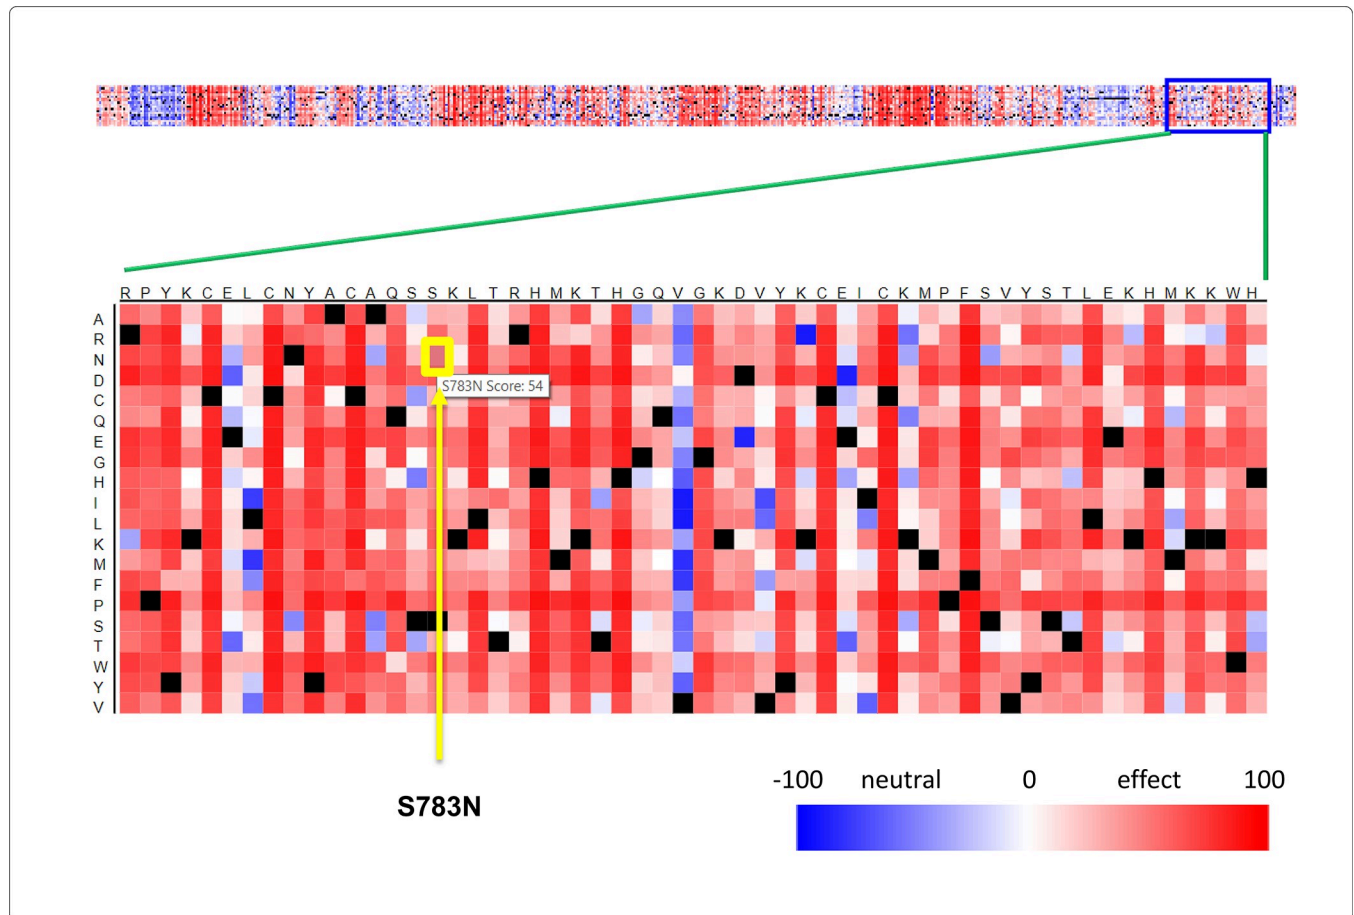 R P Y K C E L C N Y A C A Q S S K L T R H M K T H G Q V G K D V Y K C E I C K M P F S V Y S T L E K H M K K W H
A
R
N
D
S783N Score: 54
C
Q
E
G
H
I
L
K
M
F
P
S
T
W
Y
V
S783N
-100 neutral 0 effect 100